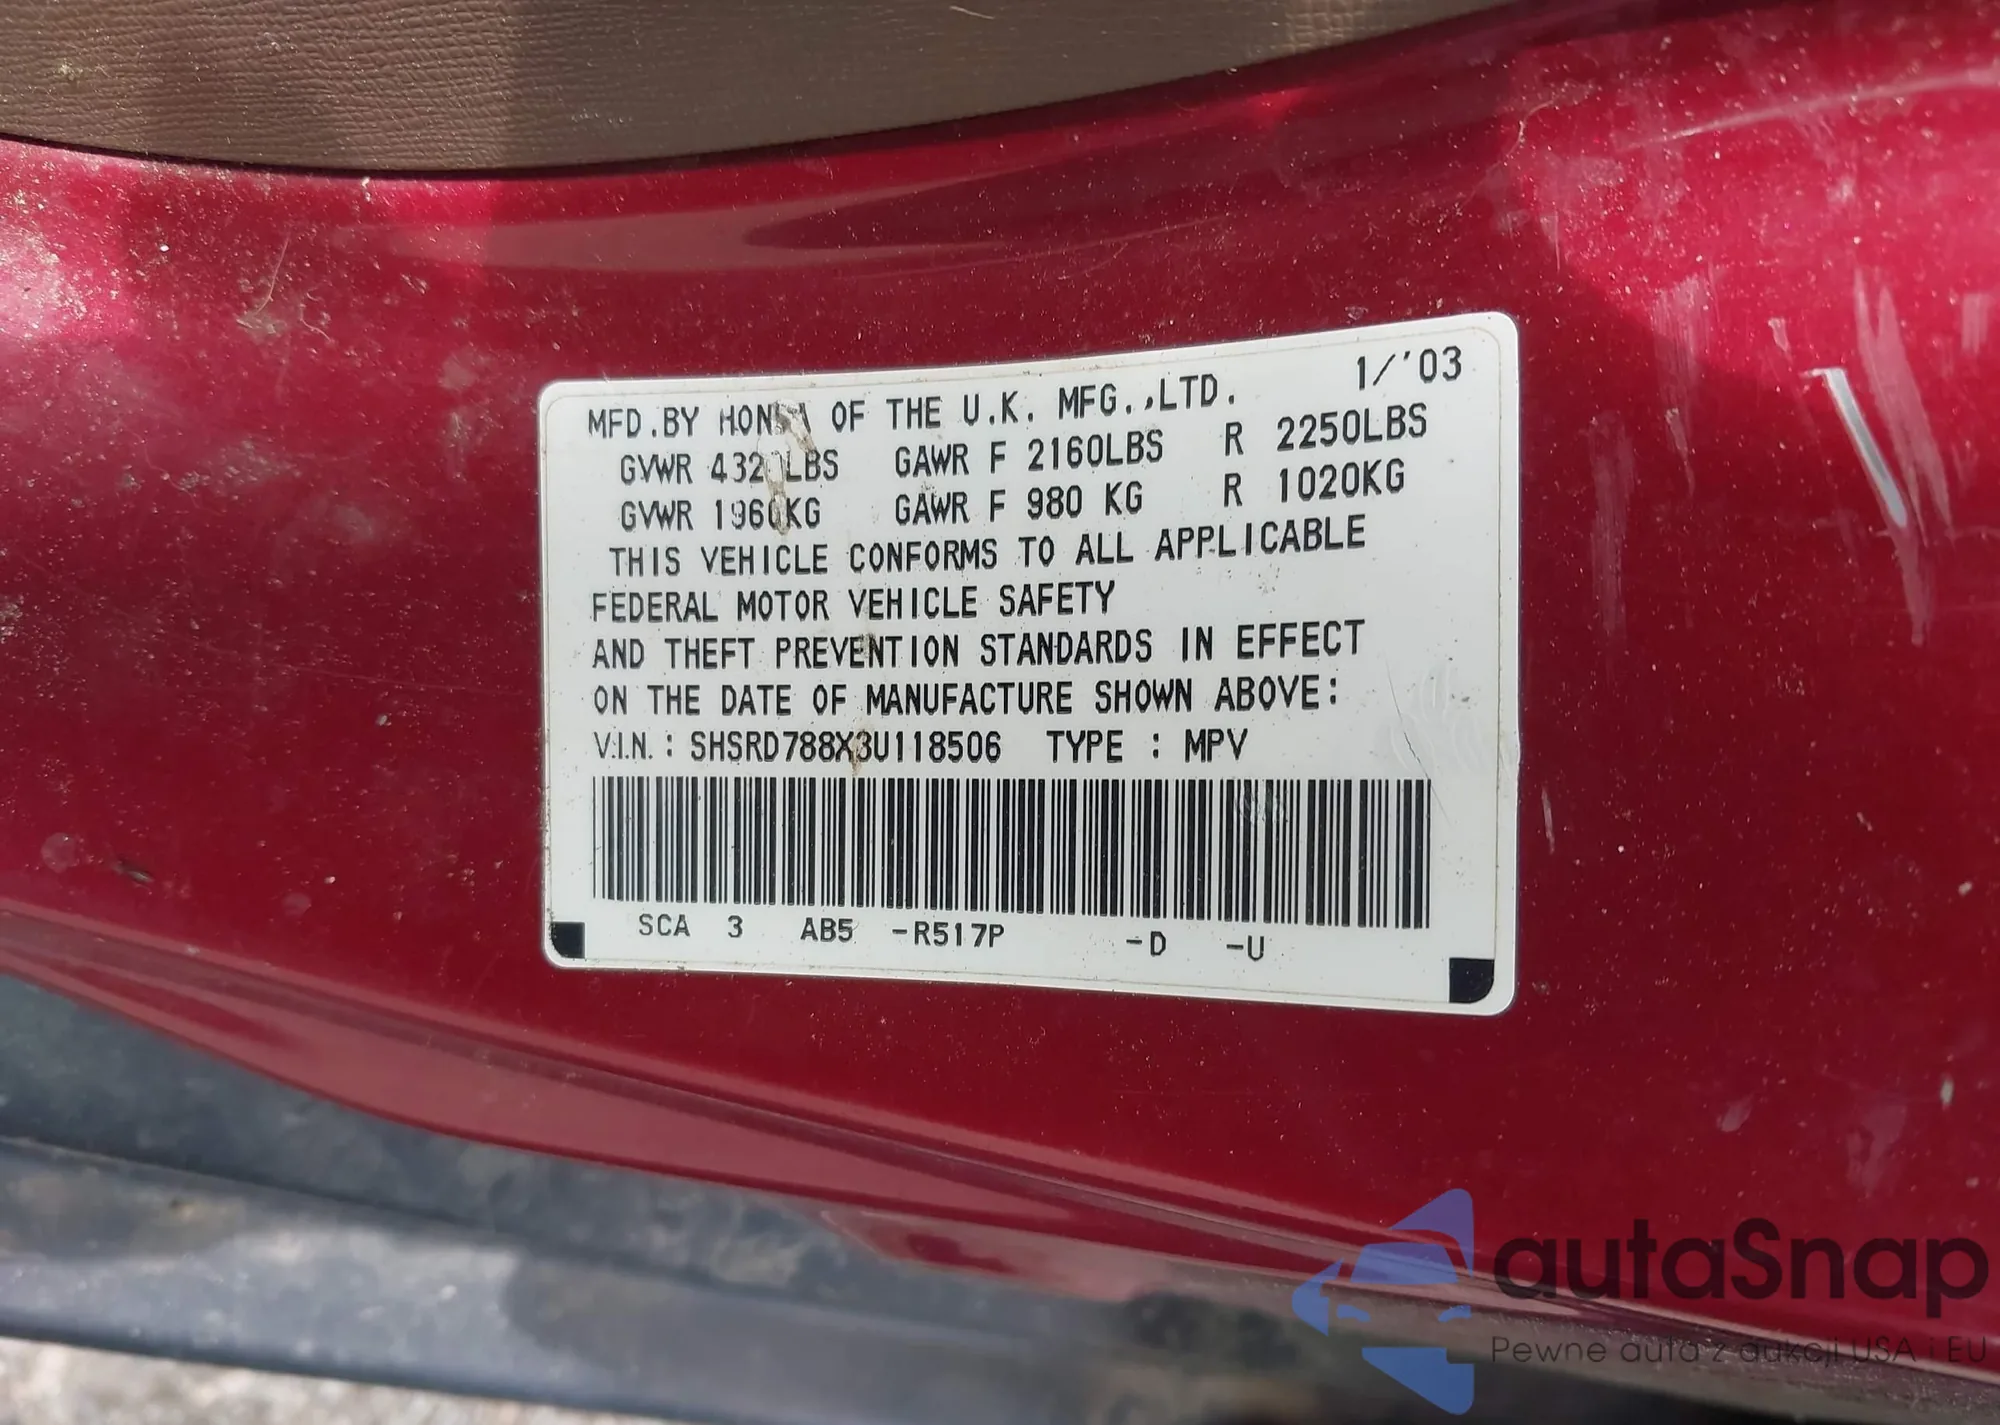 1/'03
MFD.BY HONDA OF THE U.K. MFG.,LTD.
GVWR 4320LBS GAWR F 2160LBS R 2250LBS
GVWR 1960KG GAWR F 980 KG R 1020KG
THIS VEHICLE CONFORMS TO ALL APPLICABLE
FEDERAL MOTOR VEHICLE SAFETY
AND THEFT PREVENTION STANDARDS IN EFFECT
ON THE DATE OF MANUFACTURE SHOWN ABOVE:
V.I.N. : SHSRD788X3U118506 TYPE : MPV
SCA 3 AB5 -R517P -D -U
autaSnap
Pewne auta z aukcji USA i EU